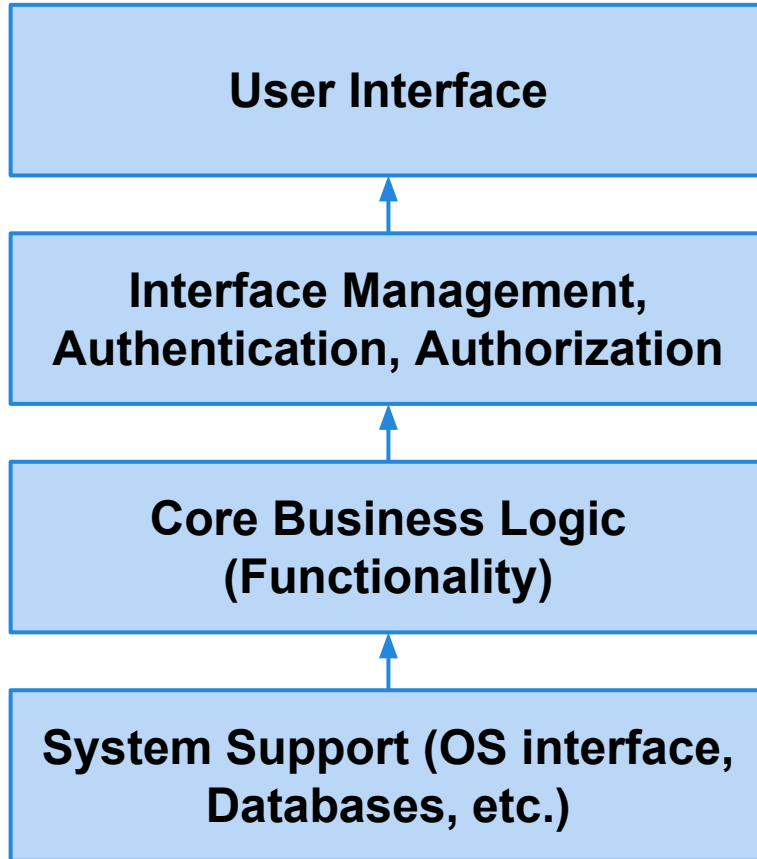 User Interface
Interface Management,
Authentication, Authorization
Core Business Logic
(Functionality)
System Support (OS interface,
Databases, etc.)